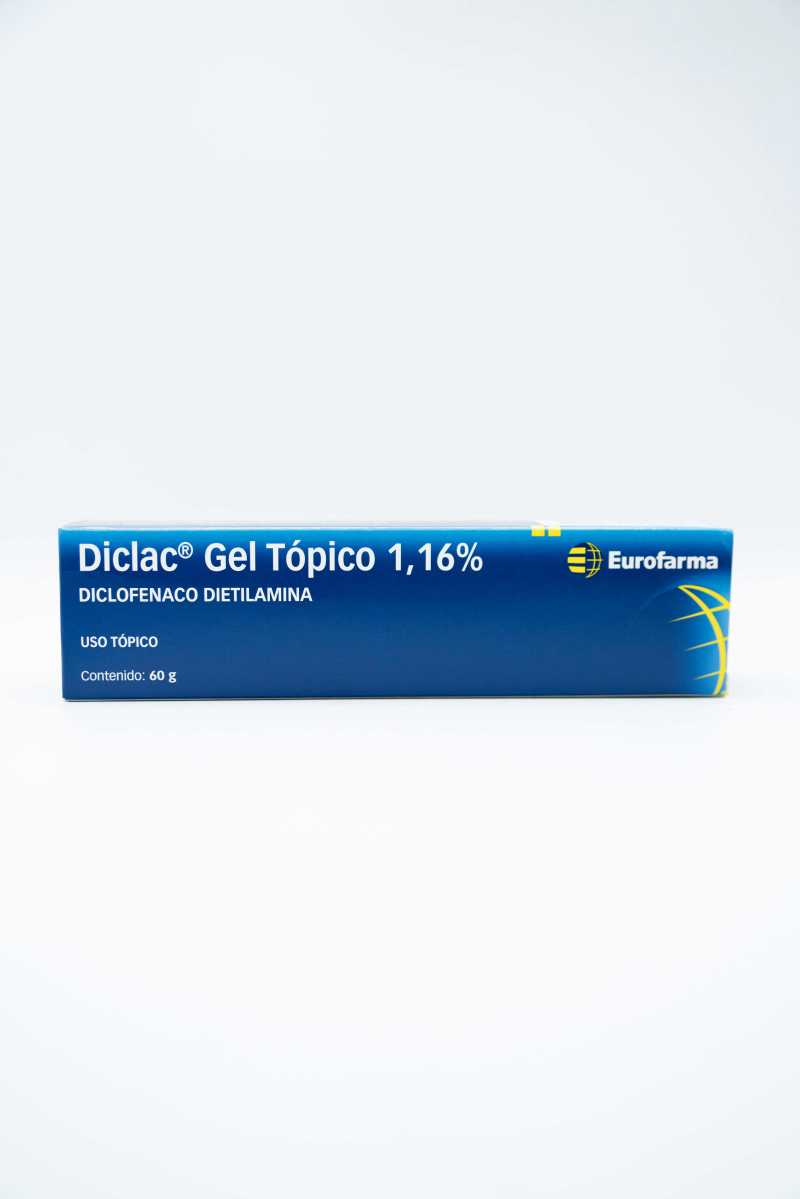 Diclac® Gel Tópico 1,16%
DICLOFENACO DIETILAMINA
USO TÓPICO
Contenido: 60 g
Eurofarma